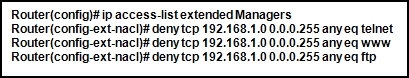 Router(config)# ip access-list extended Managers
Router(config-ext-nacl)# deny tcp 192.168.1.0 0.0.0.255 any eq telnet
Router(config-ext-nacl)# deny tcp 192.168.1.0 0.0.0.255 any eq www
Router(config-ext-nacl)# deny tcp 192.168.1.0 0.0.0.255 any eq ftp